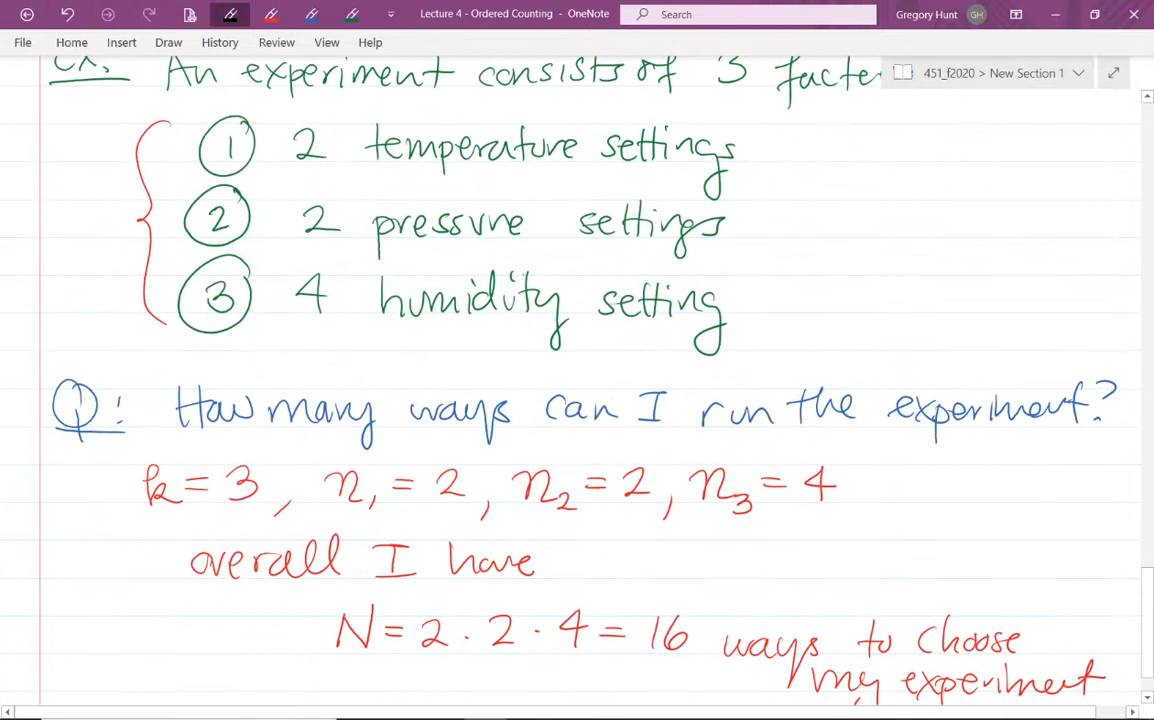 Lecture 4 - Ordered Counting - OneNote
Search
Gregory Hunt
GH
File Home Insert Draw History Review View Help
451_f2020 > New Section 1
Ex. An experiment consists of 3 facto
1 2 temperature settings
2 2 pressure settings
3 4 humidity setting
Q: How many ways can I run the experiment?
k = 3, n₁ = 2, n₂ = 2, n₃ = 4
overall I have
N = 2 · 2 · 4 = 16 ways to choose
my experiment